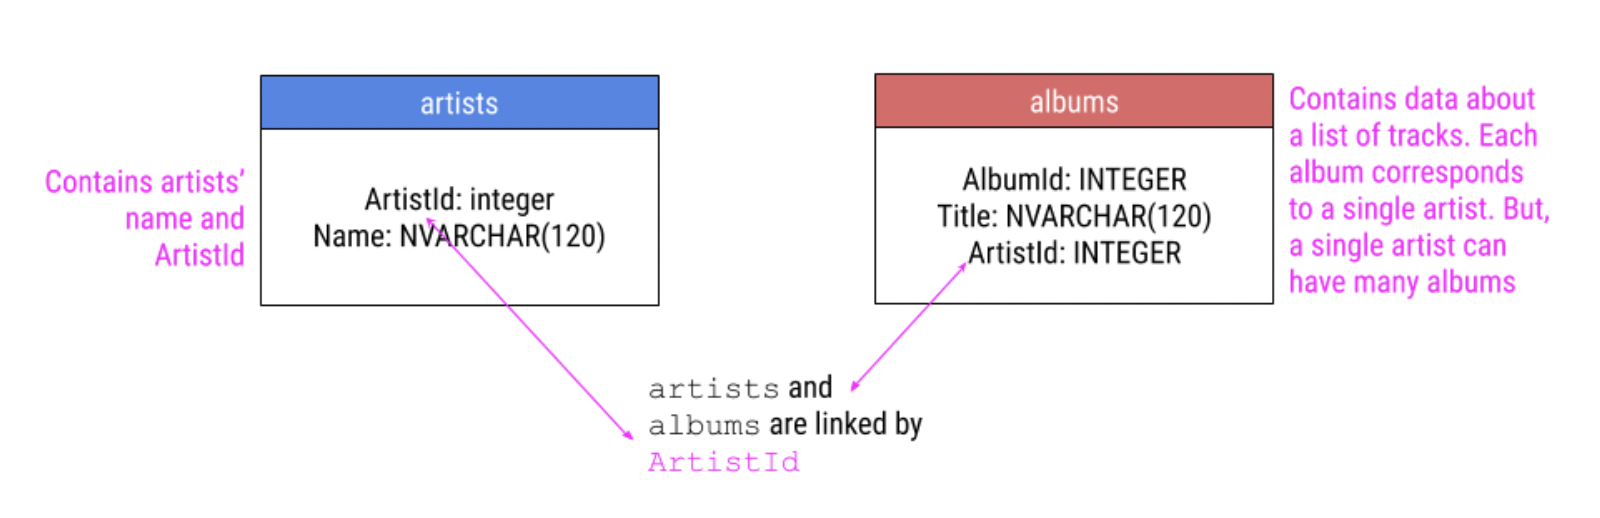 artists
ArtistId: integer
Name: NVARCHAR(120)
Contains artists’
name and
ArtistId
albums
AlbumId: INTEGER
Title: NVARCHAR(120)
ArtistId: INTEGER
Contains data about
a list of tracks. Each
album corresponds
to a single artist. But,
a single artist can
have many albums
artists and
albums are linked by
ArtistId